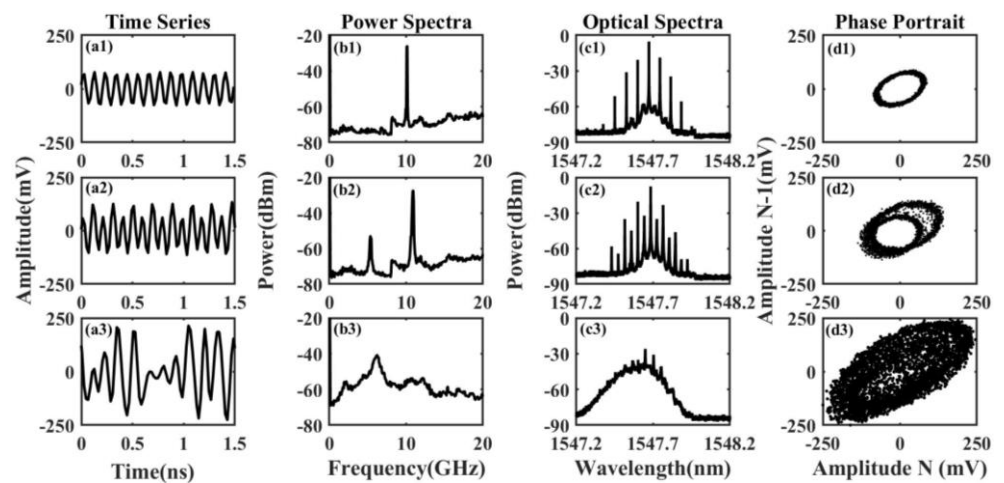 Time Series Power Spectra Optical Spectra Phase Portrait
250 -20 0 250
(a1) (b1) (c1) (d1)
0 -40 -30 0
-60 -60
-250 -80 -90 -250
0 0.5 1 1.5 0 10 20 1547.2 1547.7 1548.2 -250 0 250
250 -20 0 250
(a2) (b2) (c2) (d2)
0 -40 -30 0
-60 -60
-250 -80 -90 -250
0 0.5 1 1.5 0 10 20 1547.2 1547.7 1548.2 -250 0 250
250 -20 0 250
(a3) (b3) (c3) (d3)
0 -40 -30 0
-60 -60
-250 -80 -90 -250
0 0.5 1 1.5 0 10 20 1547.2 1547.7 1548.2 -250 0 250
Amplitude(mV)
Power(dBm)
Power(dBm)
Amplitude N-1(mV)
Time(ns) Frequency(GHz) Wavelength(nm) Amplitude N (mV)